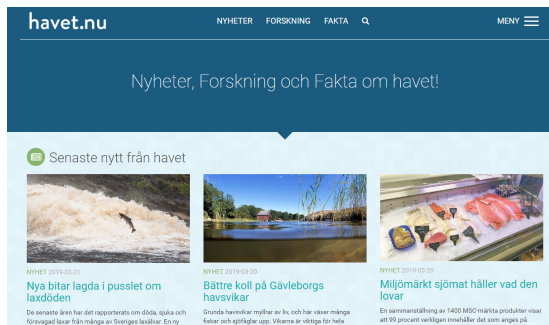 havet.nu
NYHETER FORSKNING FAKTA
MENY
Nyheter, Forskning och Fakta om havet!
Senaste nytt från havet
NYHET 2019-03-21
Nya bitar lagda i pusslet om
laxdöden
De senaste åren har det rapporterats om döda, sjuka och
försvagad laxar från många av Sveriges laxälvar. En ny
NYHET 2019-03-20
Bättre koll på Gävleborgs
havsvikar
Grunda havsvikar myllrar av liv, och här växer många
fiskar och sjöfåglar upp. Vikarna är viktiga för hela
NYHET 2019-03-20
Miljömärkt sjömat håller vad den
lovar
En sammanställning av 1400 MSC-märkta produkter visar
att 99 procent verkligen innehåller det som anges på